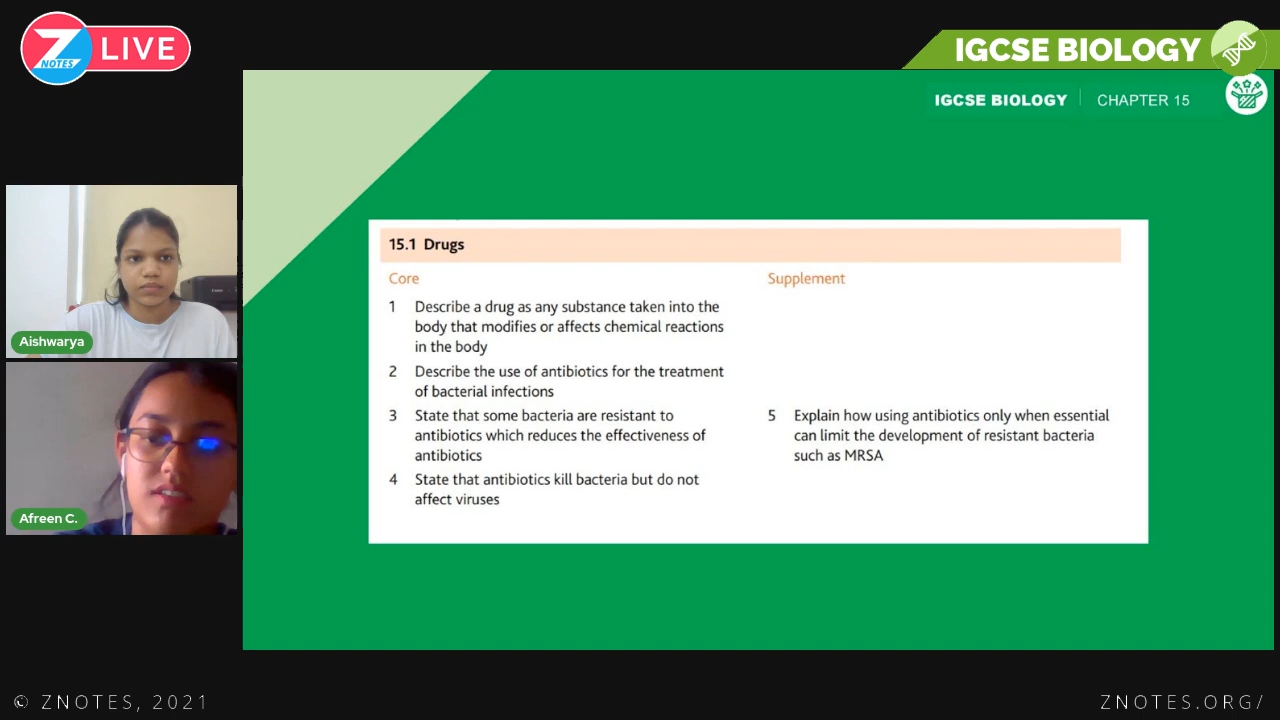 Z
NOTES
LIVE
IGCSE BIOLOGY
IGCSE BIOLOGY
CHAPTER 15
15.1 Drugs
Core
1 Describe a drug as any substance taken into the
body that modifies or affects chemical reactions
in the body
2 Describe the use of antibiotics for the treatment
of bacterial infections
3 State that some bacteria are resistant to
antibiotics which reduces the effectiveness of
antibiotics
4 State that antibiotics kill bacteria but do not
affect viruses
Supplement
5 Explain how using antibiotics only when essential
can limit the development of resistant bacteria
such as MRSA
Aishwarya
Afreen C.
© ZNOTES, 2021
ZNOTES.ORG/